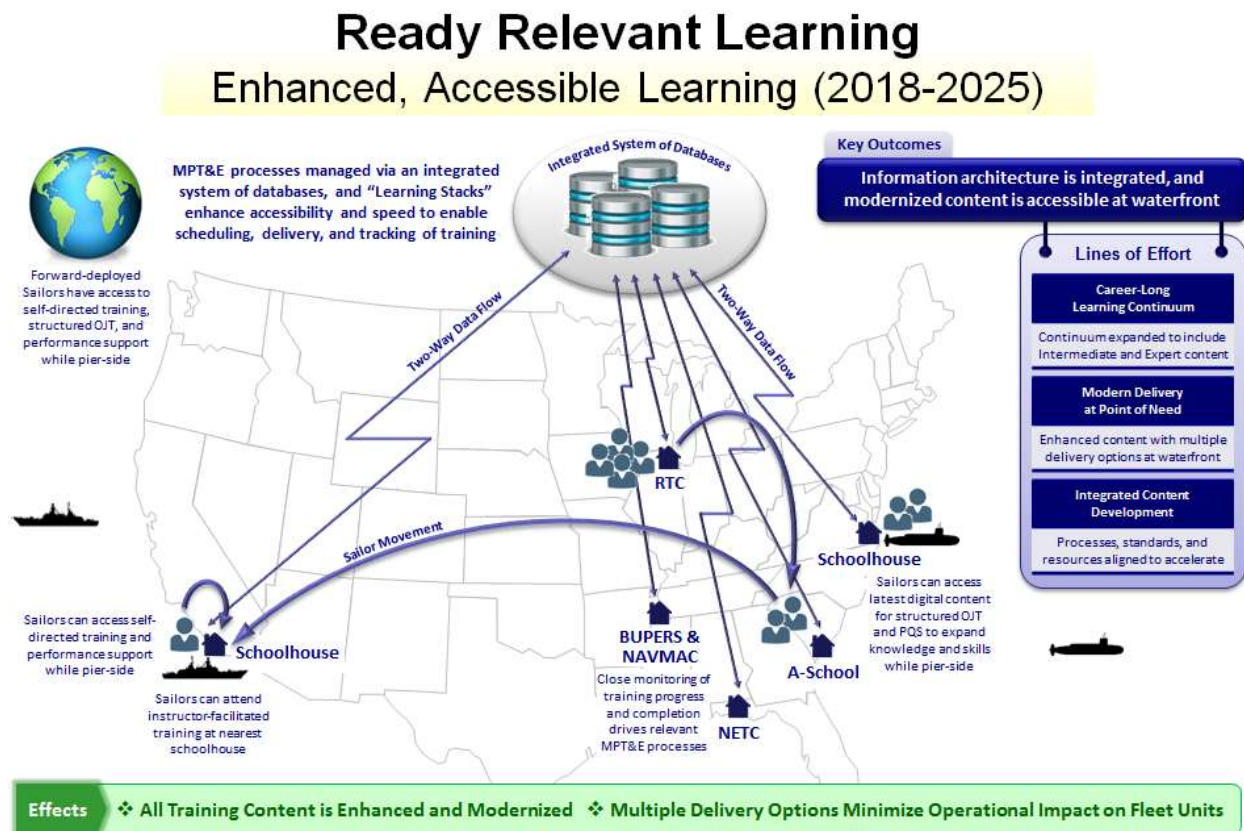 Ready Relevant Learning
Enhanced, Accessible Learning (2018-2025)
MPT&E processes managed via an integrated
system of databases, and “Learning Stacks”
enhance accessibility and speed to enable
scheduling, delivery, and tracking of training
Integrated System of Databases
Key Outcomes
Information architecture is integrated, and
modernized content is accessible at waterfront
Lines of Effort
Career-Long
Learning Continuum
Continuum expanded to include
Intermediate and Expert content
Modern Delivery
at Point of Need
Enhanced content with multiple
delivery options at waterfront
Integrated Content
Development
Processes, standards, and
resources aligned to accelerate
Forward-deployed
Sailors have access to
self-directed training,
structured OJT, and
performance support
while pier-side
Two-Way Data Flow
Two-Way Data Flow
RTC
Sailor Movement
Schoolhouse
Sailors can access
latest digital content
for structured OJT
and PQS to expand
knowledge and skills
while pier-side
Sailors can access self-
directed training and
performance support
while pier-side
Schoolhouse
Sailors can attend
instructor-facilitated
training at nearest
schoolhouse
BUPERS &
NAVMAC
Close monitoring of
training progress
and completion
drives relevant
MPT&E processes
A-School
NETC
Effects
❖ All Training Content is Enhanced and Modernized ❖ Multiple Delivery Options Minimize Operational Impact on Fleet Units